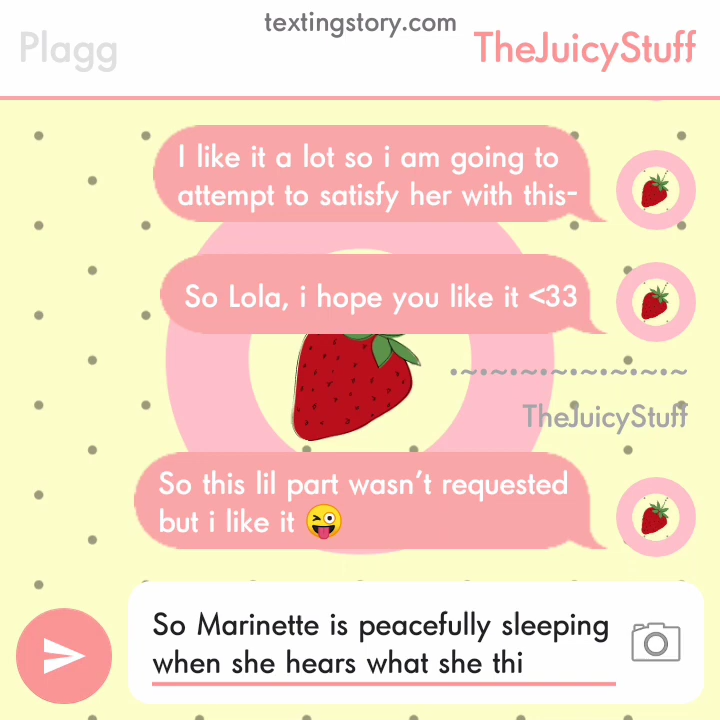 textingstory.com
Plagg
TheJuicyStuff
I like it a lot so i am going to
attempt to satisfy her with this-
So Lola, i hope you like it <33
•~•~•~•~•~•~•~•~•~
TheJuicyStuff
So this lil part wasn't requested
but i like it 😜
So Marinette is peacefully sleeping
when she hears what she thi